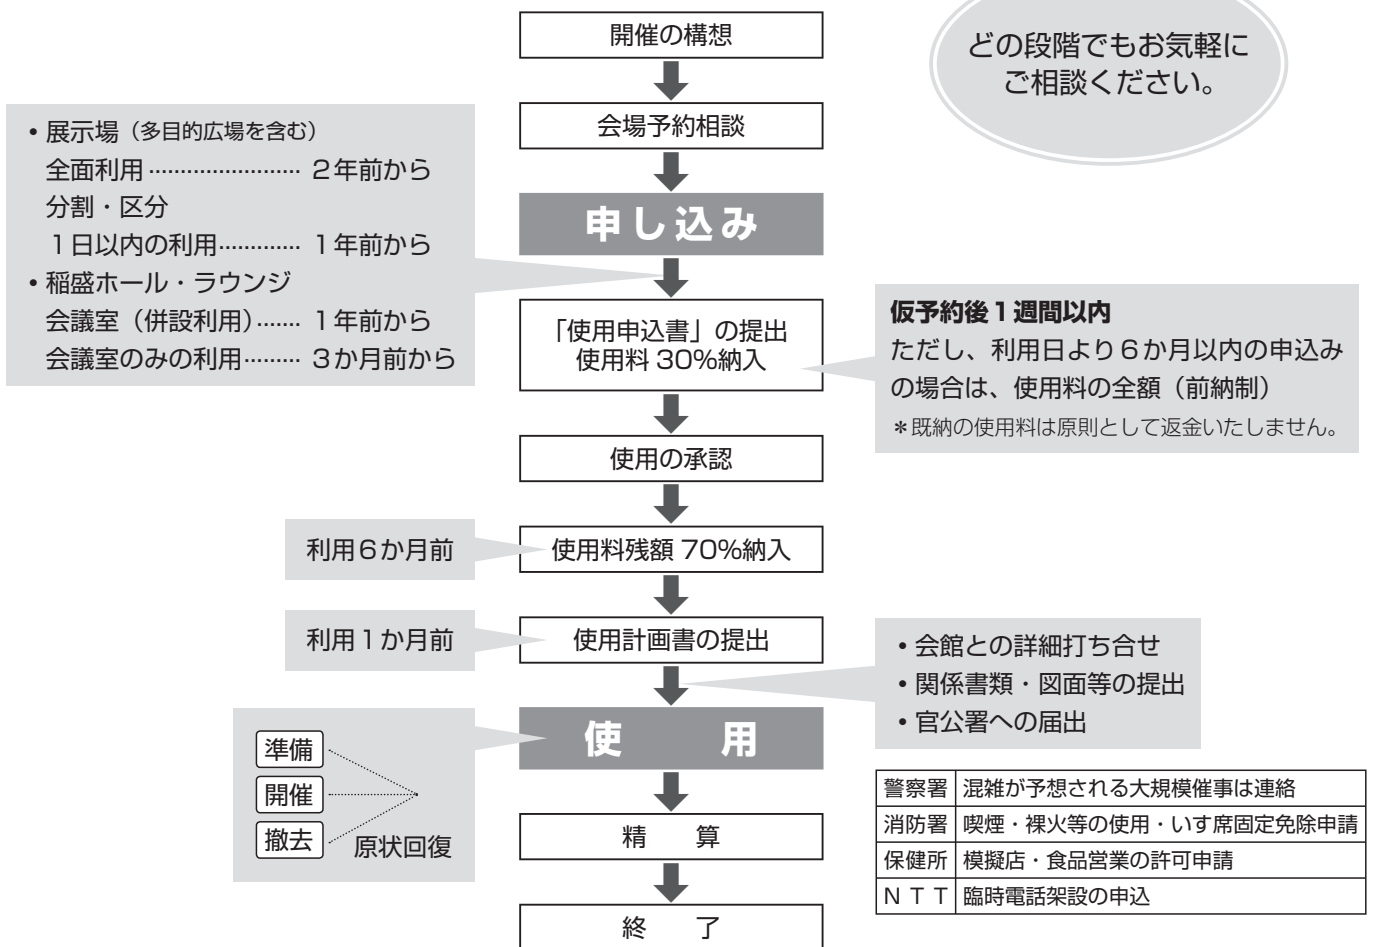 開催の構想
どの段階でもお気軽に
ご相談ください。
会場予約相談
申し込み
• 展示場（多目的広場を含む）
全面利用 ························ 2年前から
分割・区分
1日以内の利用············· 1年前から
• 稲盛ホール・ラウンジ
会議室（併設利用）······· 1年前から
会議室のみの利用········· 3か月前から
「使用申込書」の提出
使用料 30%納入
仮予約後1週間以内
ただし、利用日より6か月以内の申込み
の場合は、使用料の全額（前納制）
＊既納の使用料は原則として返金いたしません。
使用の承認
利用6か月前
使用料残額 70%納入
利用1か月前
使用計画書の提出
• 会館との詳細打ち合せ
• 関係書類・図面等の提出
• 官公署への届出
使　用
準備
開催
撤去
原状回復
警察署 混雑が予想される大規模催事は連絡
消防署 喫煙・裸火等の使用・いす席固定免除申請
保健所 模擬店・食品営業の許可申請
ＮＴＴ 臨時電話架設の申込
精　算
終　了